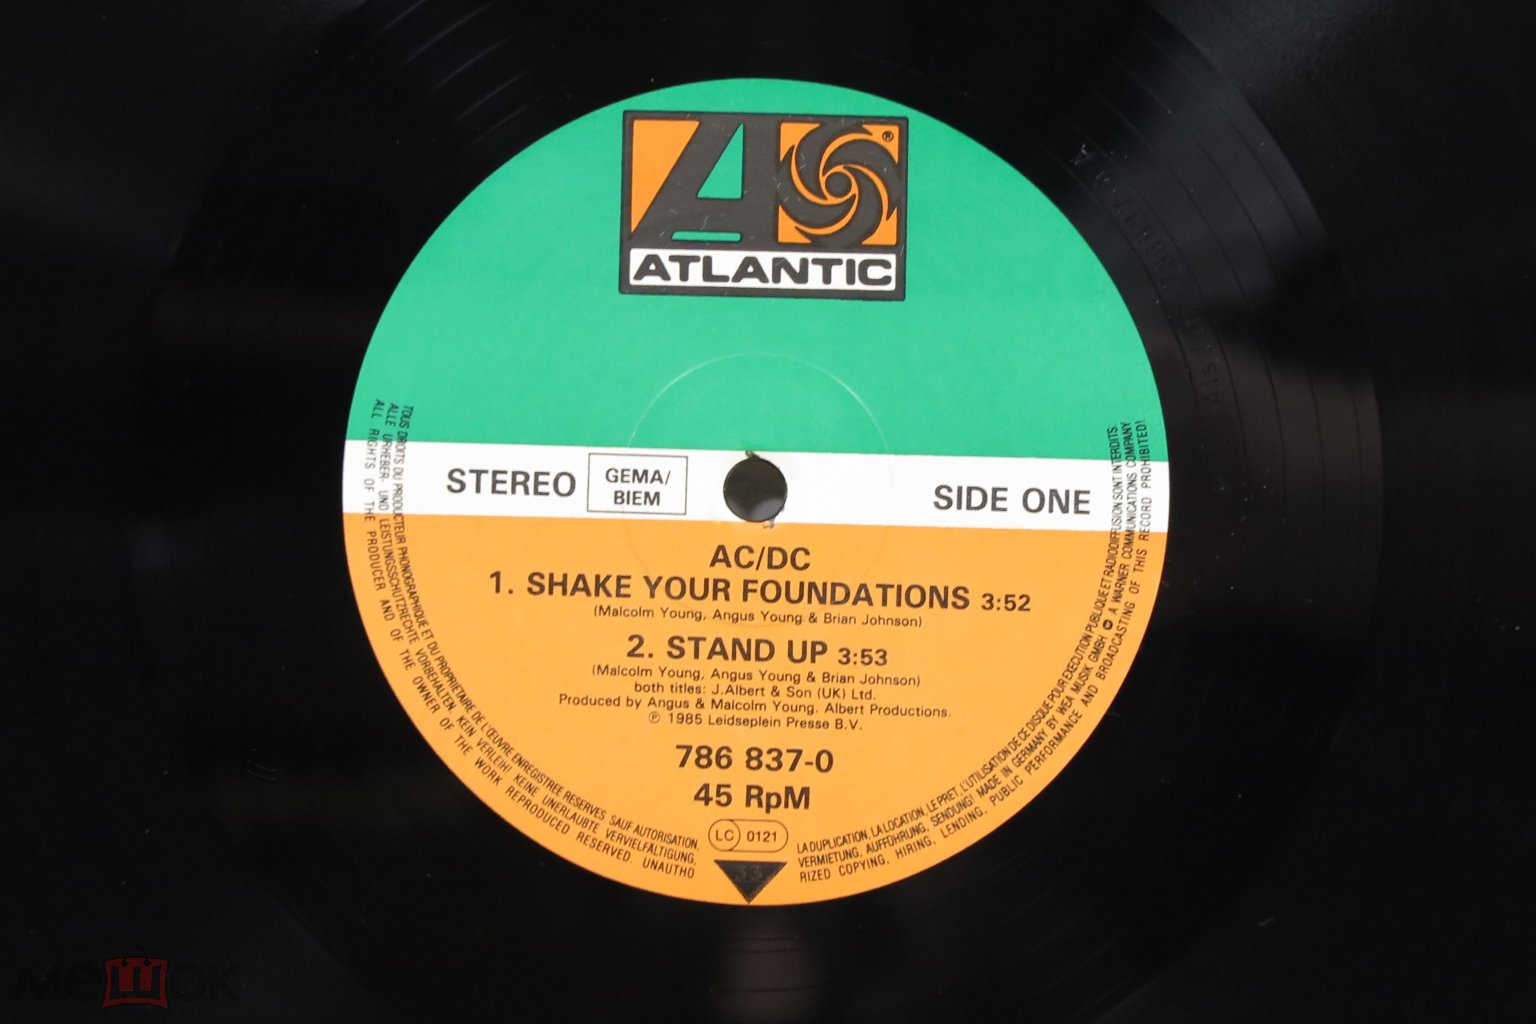 ATLANTIC
®
STEREO
GEMA/
BIEM
SIDE ONE
AC/DC
1. SHAKE YOUR FOUNDATIONS 3:52
(Malcolm Young, Angus Young & Brian Johnson)
2. STAND UP 3:53
(Malcolm Young, Angus Young & Brian Johnson)
both titles: J.Albert & Son (UK) Ltd.
Produced by Angus & Malcolm Young. Albert Productions.
℗ 1985 Leidseplein Presse B.V.
786 837-0
45 RpM
LC 0121
33
TOUS DROITS DU PRODUCTEUR PHONOGRAPHIQUE ET DU PROPRIETAIRE DE L'ŒUVRE ENREGISTREE RESERVES. SAUF AUTORISATION,
LA DUPLICATION, LA LOCATION, LE PRET, L'UTILISATION DE CE DISQUE POUR EXECUTION PUBLIQUE ET RADIODIFFUSION SONT INTERDITS.
ALLE URHEBER- UND LEISTUNGSSCHUTZRECHTE VORBEHALTEN. KEIN VERLEIH! KEINE UNERLAUBTE VERVIELFÄLTIGUNG,
VERMIETUNG, AUFFÜHRUNG, SENDUNG! MADE IN GERMANY BY WEA MUSIK GMBH A WARNER COMMUNICATIONS COMPANY
ALL RIGHTS OF THE PRODUCER AND OF THE OWNER OF THE WORK REPRODUCED RESERVED. UNAUTHO
RIZED COPYING, HIRING, LENDING, PUBLIC PERFORMANCE AND BROADCASTING OF THIS RECORD PROHIBITED!
мешок